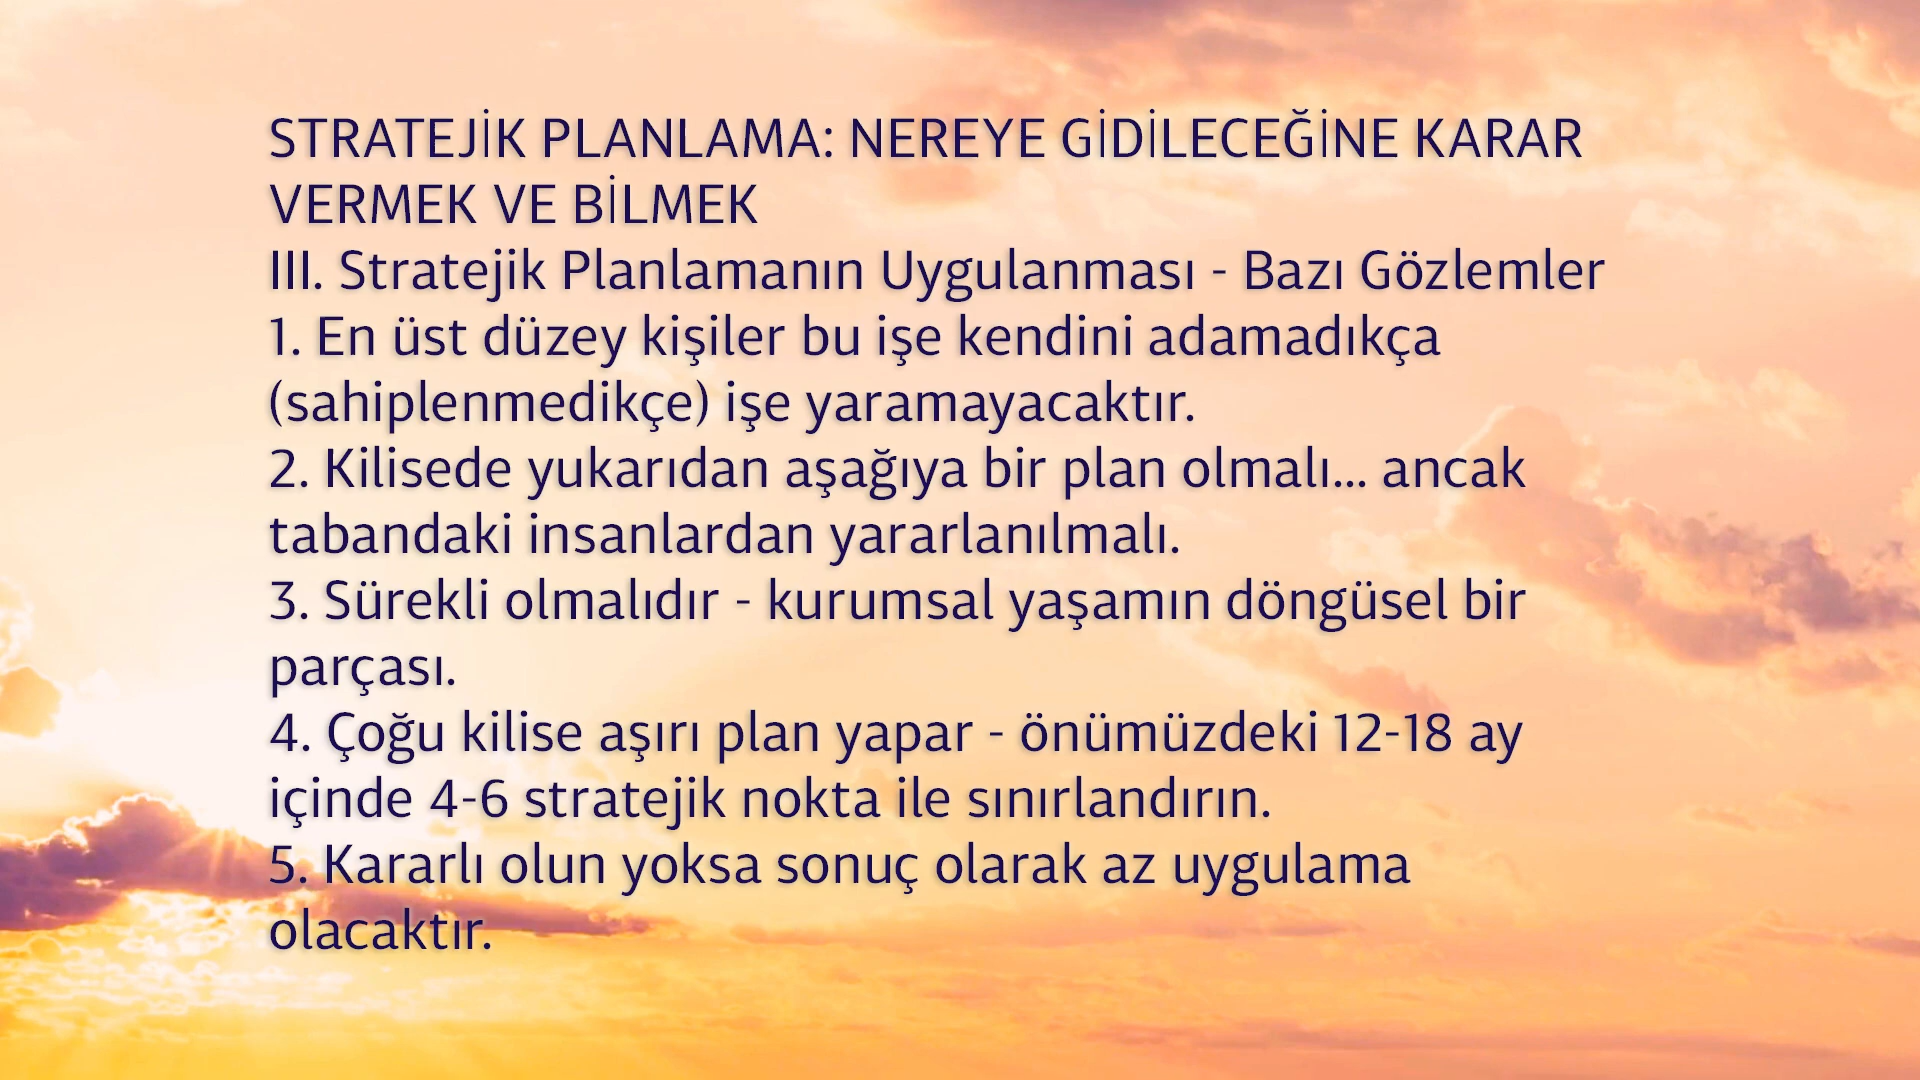 STRATEJİK PLANLAMA: NEREYE GİDİLECEĞİNE KARAR
VERMEK VE BİLMEK
III. Stratejik Planlamanın Uygulanması - Bazı Gözlemler
1. En üst düzey kişiler bu işe kendini adamadıkça
(sahiplenmedikçe) işe yaramayacaktır.
2. Kilisede yukarıdan aşağıya bir plan olmalı... ancak
tabandaki insanlardan yararlanılmalı.
3. Sürekli olmalıdır - kurumsal yaşamın döngüsel bir
parçası.
4. Çoğu kilise aşırı plan yapar - önümüzdeki 12-18 ay
içinde 4-6 stratejik nokta ile sınırlandırın.
5. Kararlı olun yoksa sonuç olarak az uygulama
olacaktır.